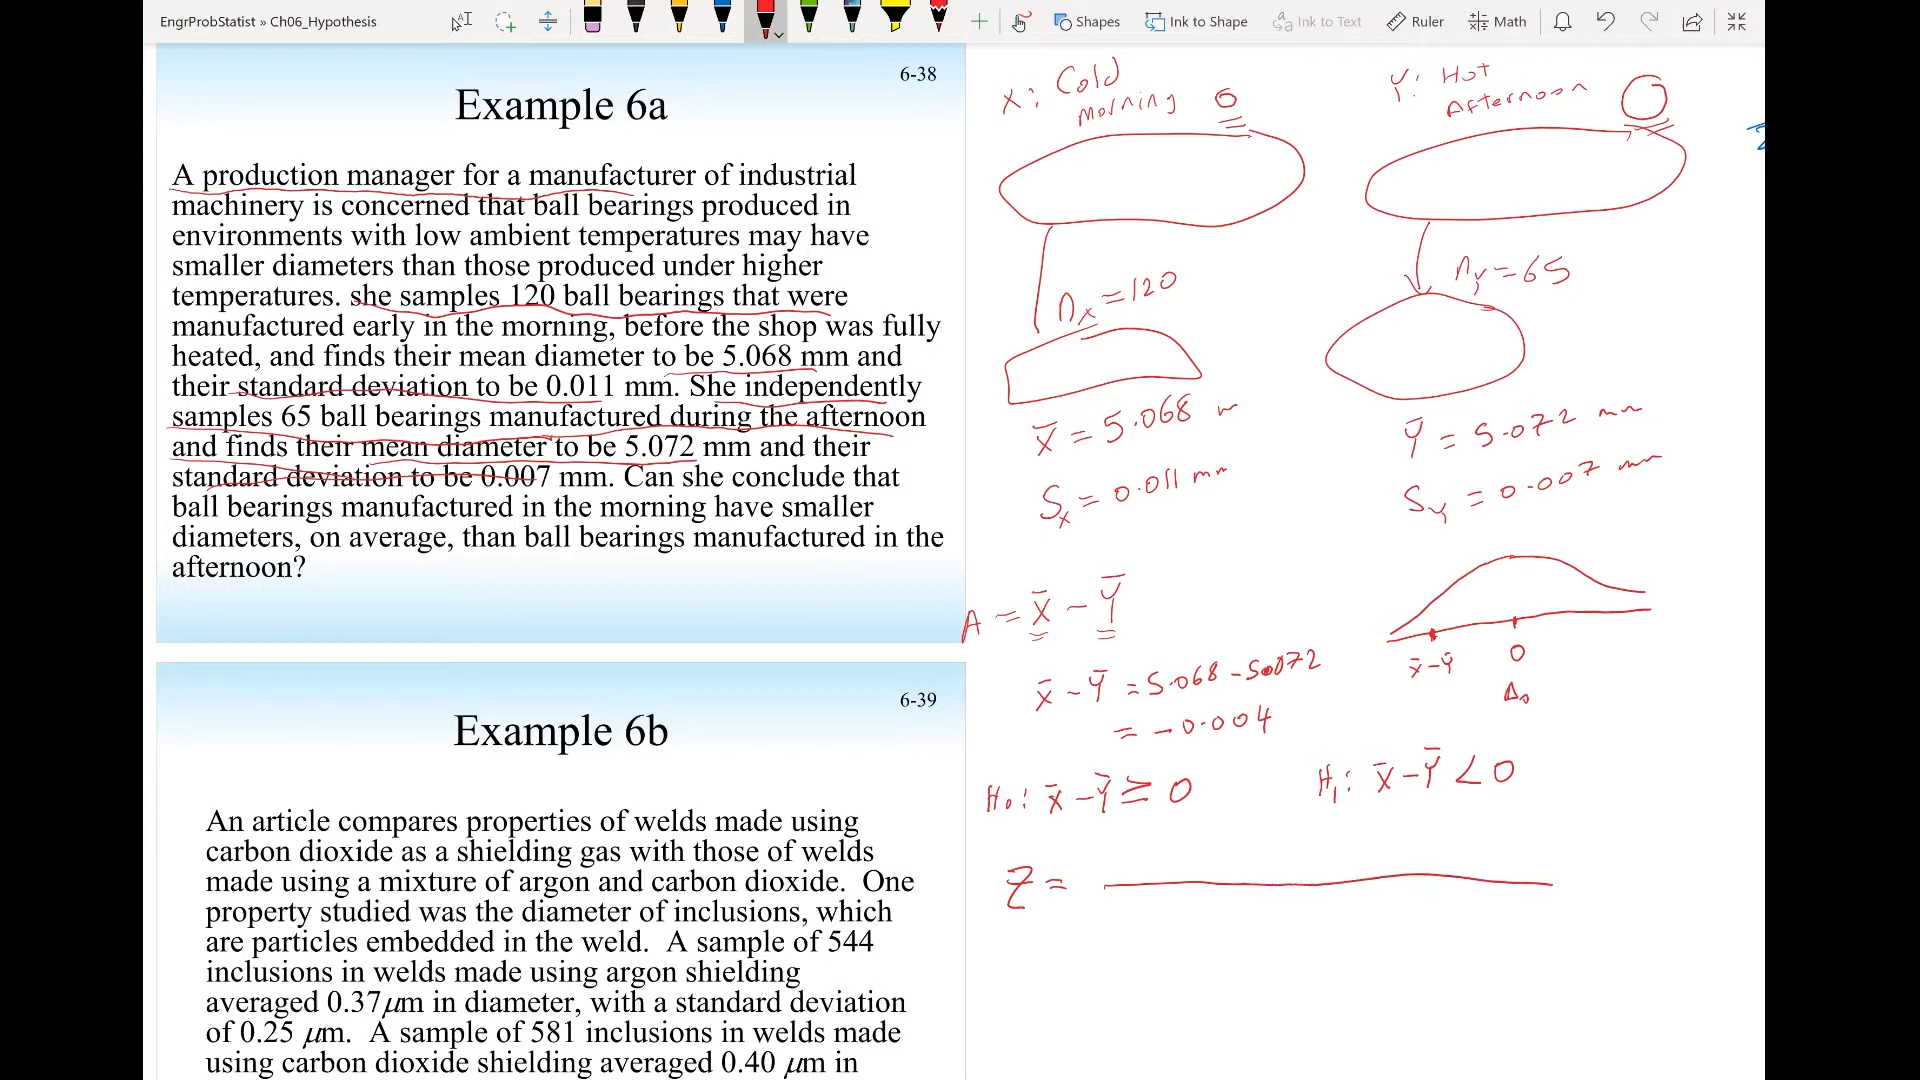 EngrProbStatist » Ch06_Hypothesis
Shapes
Ink to Shape
Ink to Text
Ruler
Math
6-38
Example 6a
A production manager for a manufacturer of industrial
machinery is concerned that ball bearings produced in
environments with low ambient temperatures may have
smaller diameters than those produced under higher
temperatures. she samples 120 ball bearings that were
manufactured early in the morning, before the shop was fully
heated, and finds their mean diameter to be 5.068 mm and
their standard deviation to be 0.011 mm. She independently
samples 65 ball bearings manufactured during the afternoon
and finds their mean diameter to be 5.072 mm and their
standard deviation to be 0.007 mm. Can she conclude that
ball bearings manufactured in the morning have smaller
diameters, on average, than ball bearings manufactured in the
afternoon?
6-39
Example 6b
An article compares properties of welds made using
carbon dioxide as a shielding gas with those of welds
made using a mixture of argon and carbon dioxide. One
property studied was the diameter of inclusions, which
are particles embedded in the weld. A sample of 544
inclusions in welds made using argon shielding
averaged 0.37μm in diameter, with a standard deviation
of 0.25 μm. A sample of 581 inclusions in welds made
using carbon dioxide shielding averaged 0.40 μm in
X: Cold
Morning
Y: Hot
Afternoon
n_X = 120
n_Y = 65
X̄ = 5.068 m
Ȳ = 5.072 mm
S_X = 0.011 mm
S_Y = 0.007 mm
A = X̄ - Ȳ
X̄-Ȳ
0
Δ₀
X̄ - Ȳ = 5.068 - 5.072
= -0.004
H₀: X̄ - Ȳ ≥ 0
H₁: X̄ - Ȳ < 0
Z =